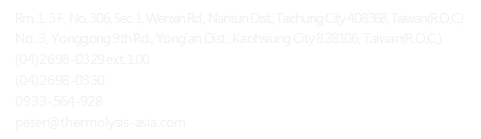 Rm. 1, 3 F., No. 306, Sec. 1, Wenxin Rd., Nantun Dist., Taichung City 408368, Taiwan(R.O.C.)
No. 3, Yonggong 9th Rd., Yong'an Dist., Kaohsiung City 828106, Taiwan(R.O.C.)
(04)2698-0329 ext.100
(04)2698-0330
0933-564-928
peter@thermolysis-asia.com